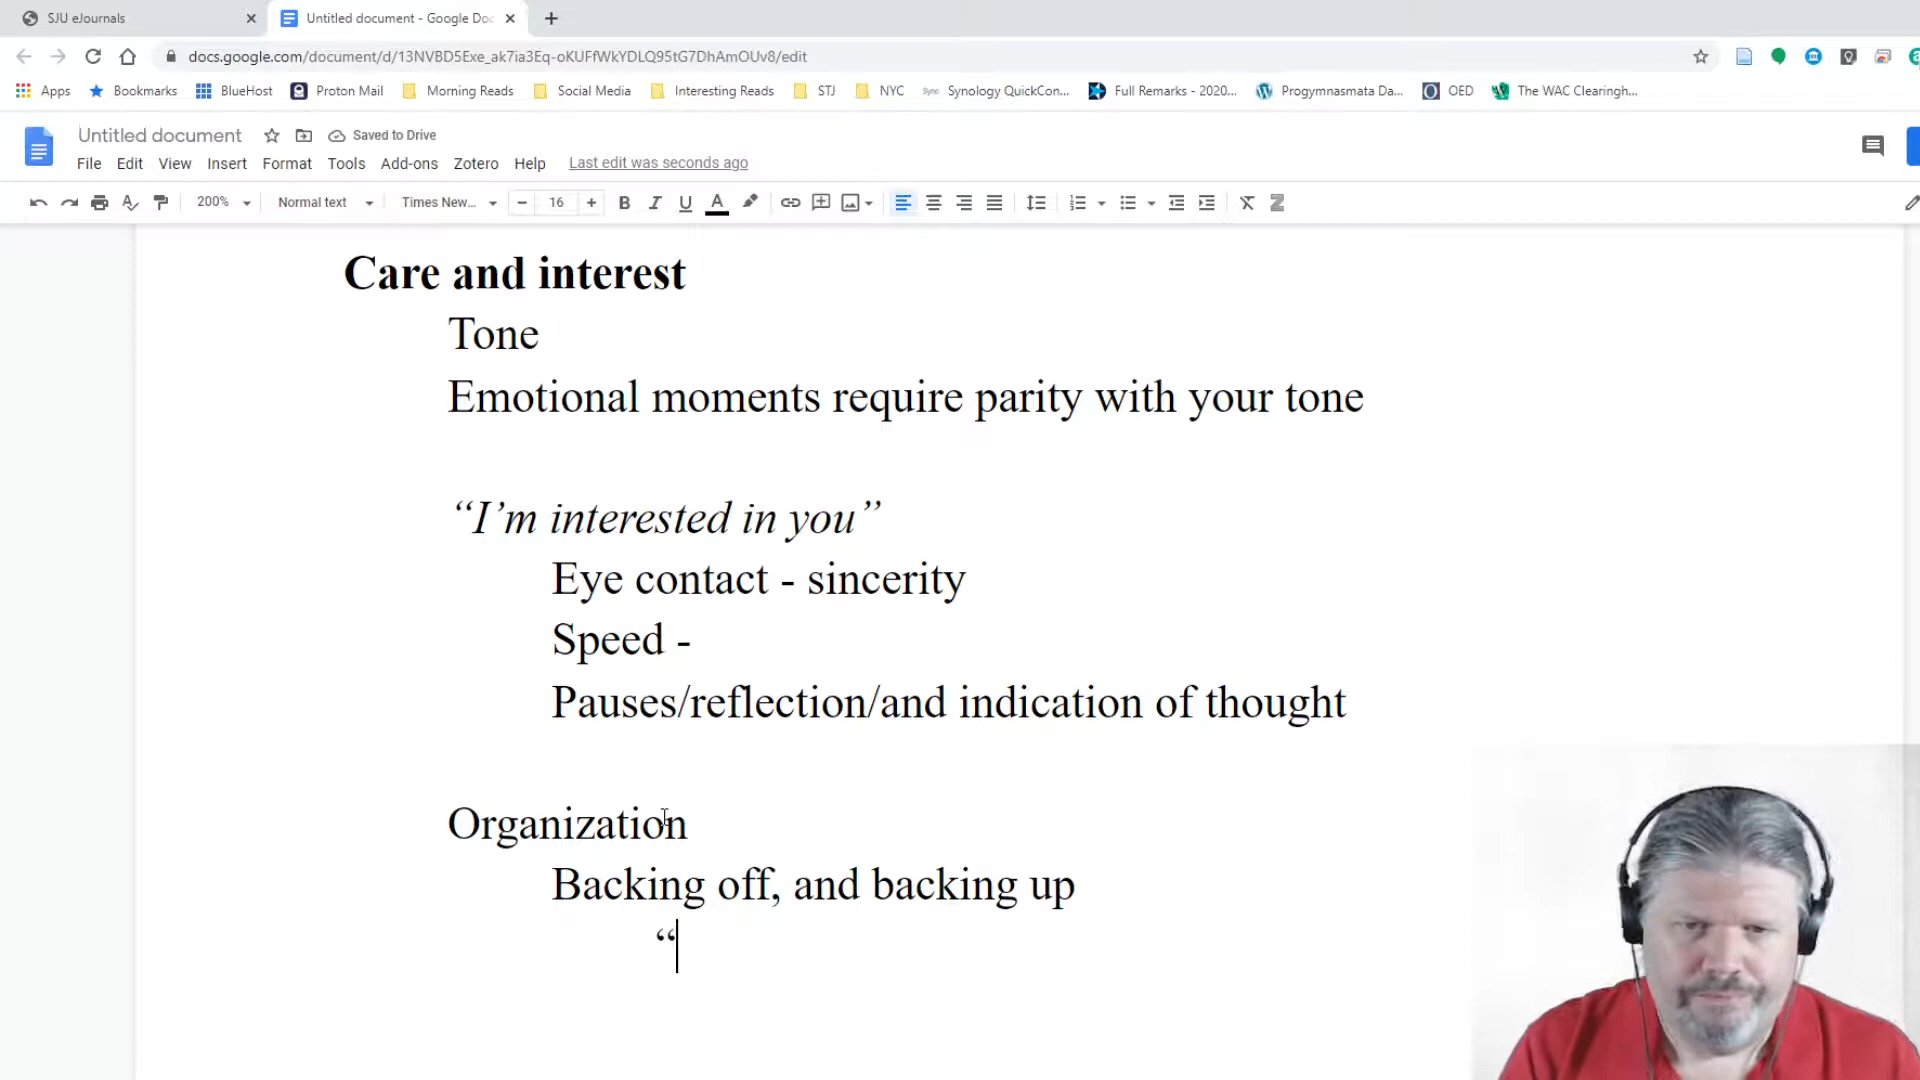 SJU eJournals
Untitled document - Google Doc
docs.google.com/document/d/13NVBD5Exe_ak7ia3Eq-oKUFfWkYDLQ95tG7DhAmOUv8/edit
Apps Bookmarks BlueHost Proton Mail Morning Reads Social Media Interesting Reads STJ NYC Sync Synology QuickCon... Full Remarks - 2020... Progymnasmata Da... OED The WAC Clearingh...
Untitled document Saved to Drive
File Edit View Insert Format Tools Add-ons Zotero Help Last edit was seconds ago
200% Normal text Times New... - 16 + B I U A Z
Care and interest
Tone
Emotional moments require parity with your tone
“I’m interested in you”
Eye contact - sincerity
Speed -
Pauses/reflection/and indication of thought
Organization
Backing off, and backing up
“